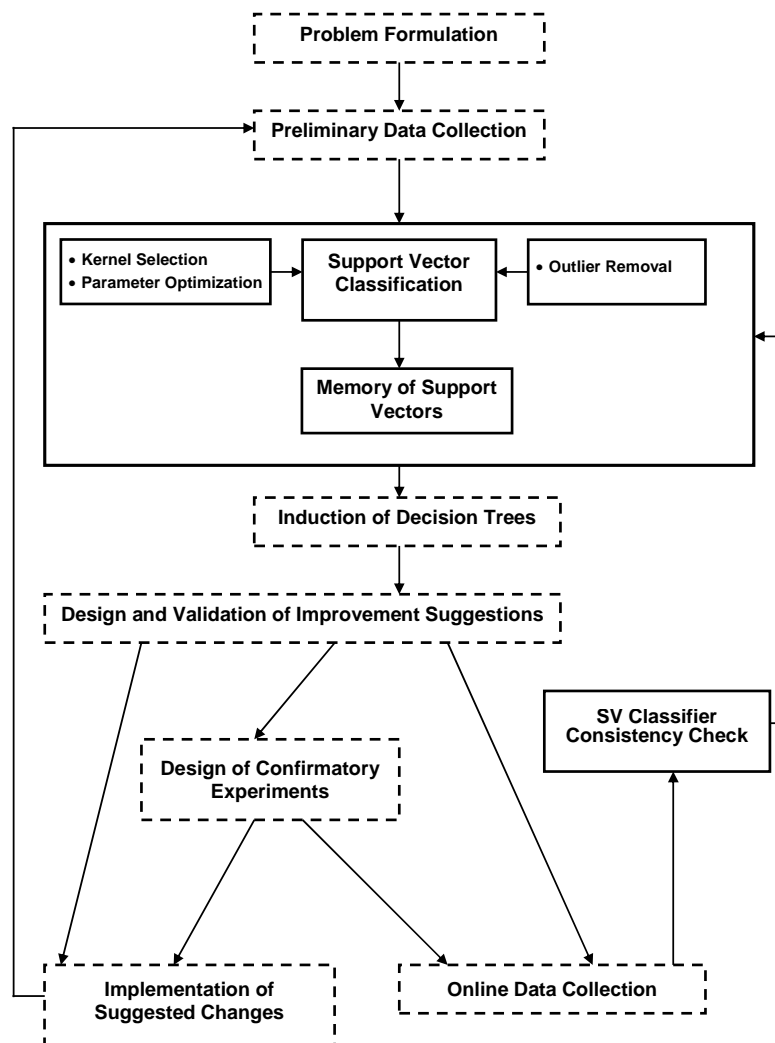 Problem Formulation
Preliminary Data Collection
• Kernel Selection
• Parameter Optimization
Support Vector
Classification
• Outlier Removal
Memory of Support
Vectors
Induction of Decision Trees
Design and Validation of Improvement Suggestions
SV Classifier
Consistency Check
Design of Confirmatory
Experiments
Implementation of
Suggested Changes
Online Data Collection